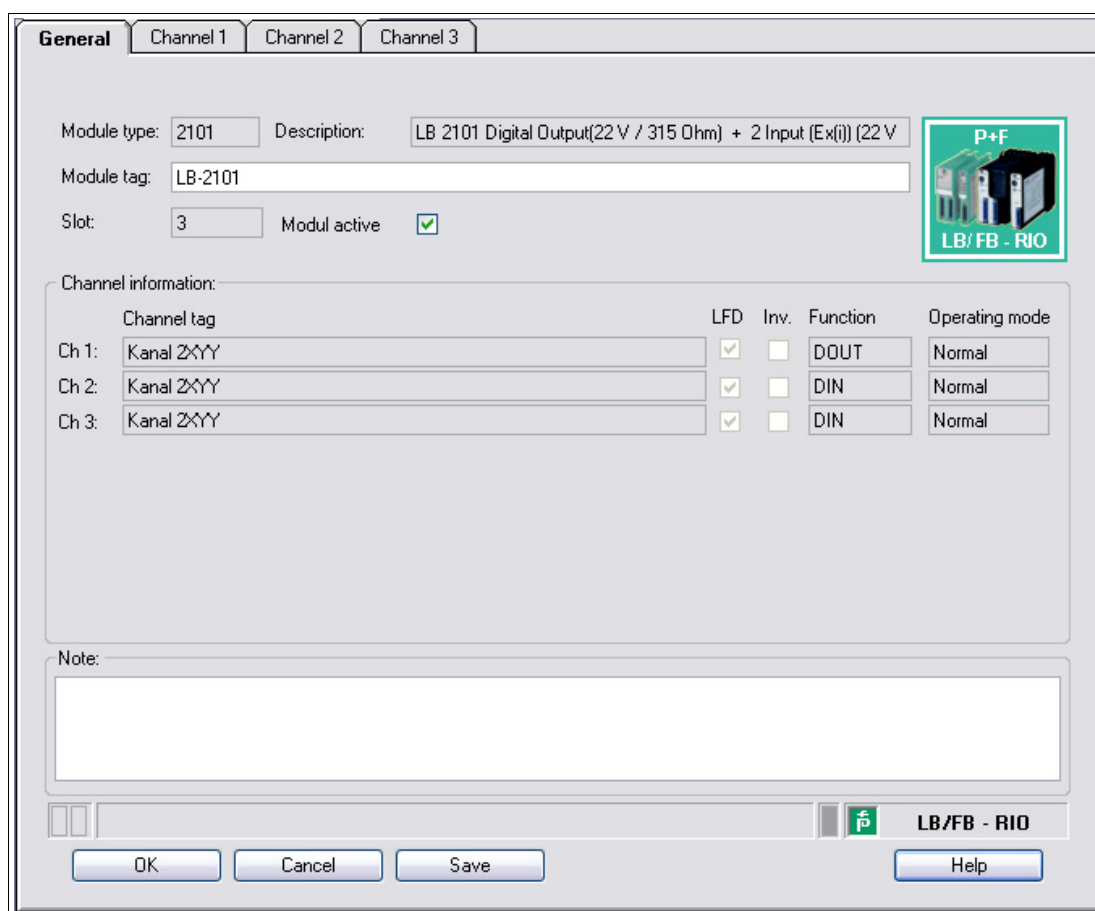 General Channel 1 Channel 2 Channel 3
Module type: 2101 Description: LB 2101 Digital Output(22 V / 315 Ohm) + 2 Input (Ex(i)) (22 V
P+F
Module tag: LB-2101
Slot: 3 Modul active
LB/FB - RIO
Channel information:
Channel tag LFD Inv. Function Operating mode
Ch 1: Kanal 2XYY DOUT Normal
Ch 2: Kanal 2XYY DIN Normal
Ch 3: Kanal 2XYY DIN Normal
Note:
LB/FB - RIO
OK Cancel Save Help